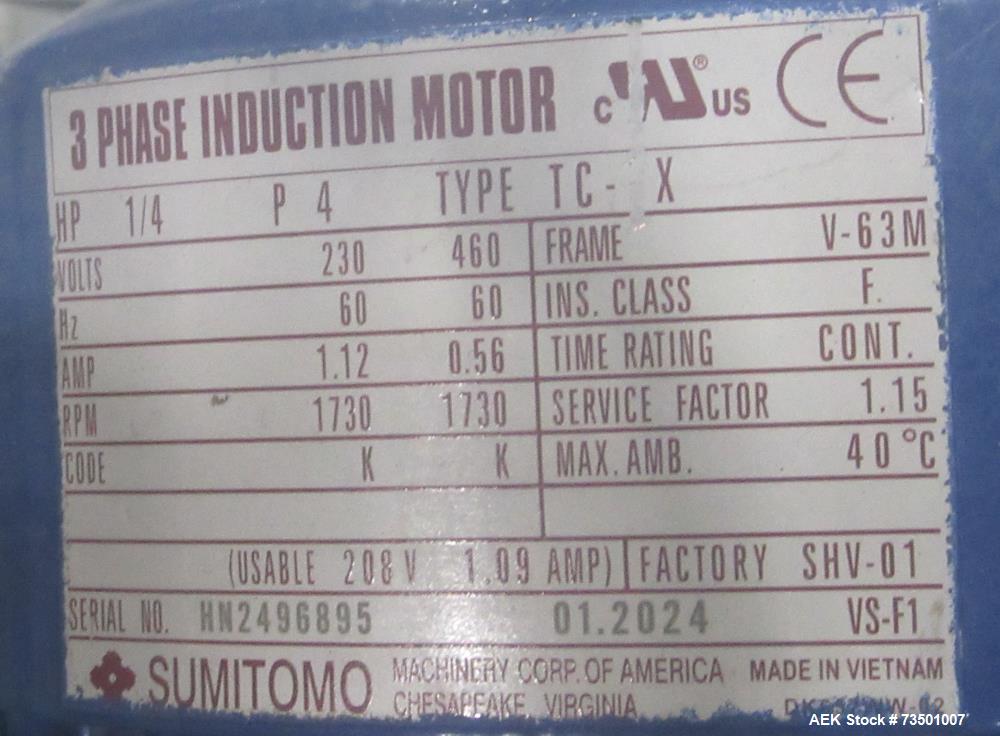 3 PHASE INDUCTION MOTOR c UL® US CE
HP 1/4 P 4 TYPE TC- X
VOLTS 230 460 FRAME V-63M
Hz 60 60 INS. CLASS F.
AMP 1.12 0.56 TIME RATING CONT.
RPM 1730 1730 SERVICE FACTOR 1.15
CODE K K MAX. AMB. 40°C
(USABLE 208V 1.09 AMP) FACTORY SHV-01
SERIAL NO. HN2496895 01.2024 VS-F1
SUMITOMO MACHINERY CORP. OF AMERICA MADE IN VIETNAM
CHESAPEAKE, VIRGINIA
AEK Stock # 73501007